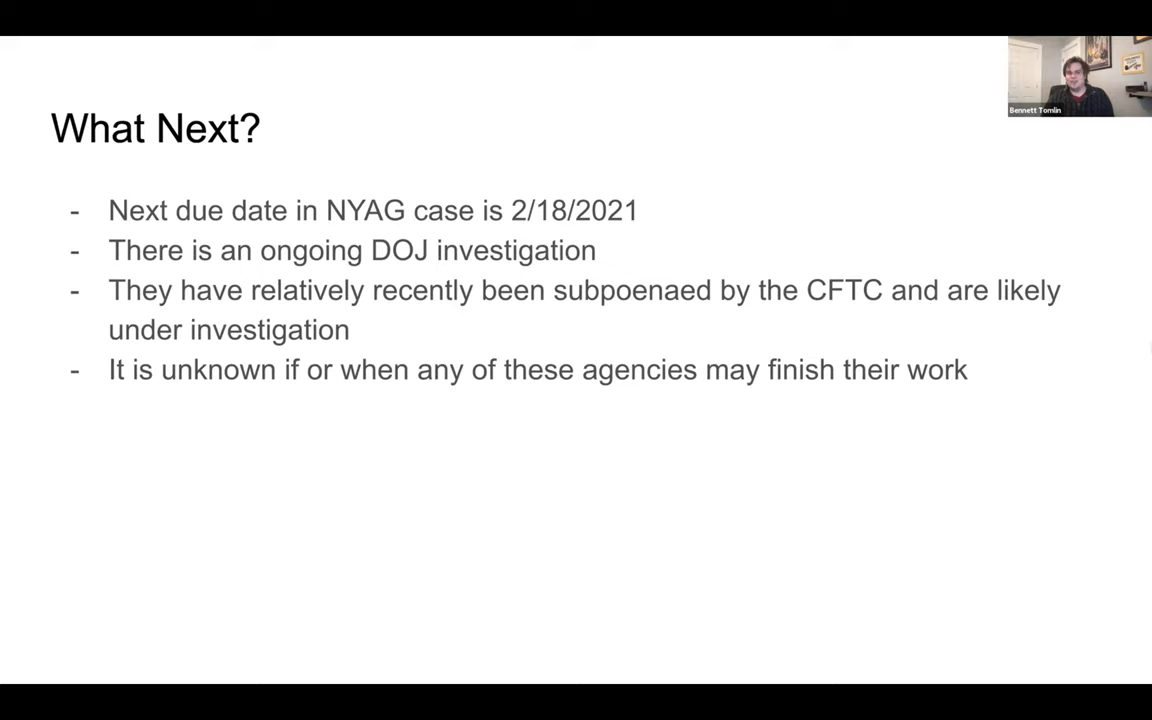 Bennett Tomlin
What Next?
- Next due date in NYAG case is 2/18/2021
- There is an ongoing DOJ investigation
- They have relatively recently been subpoenaed by the CFTC and are likely
under investigation
- It is unknown if or when any of these agencies may finish their work